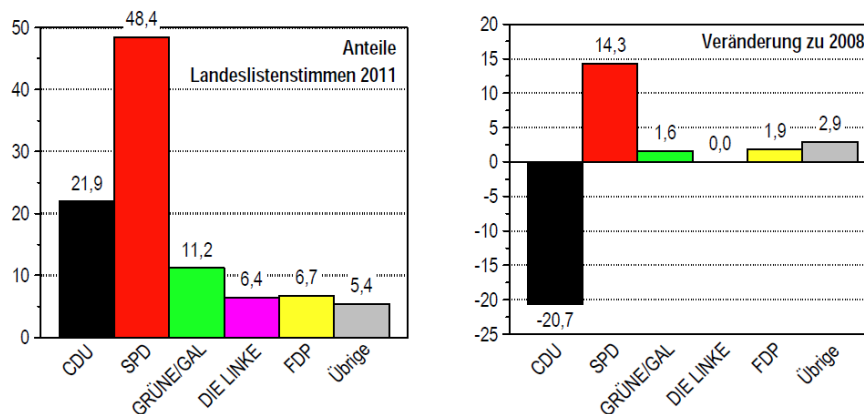 Anteile
Landeslistenstimmen 2011
50
40
30
20
10
0
48,4
21,9
11,2
6,4
6,7
5,4
CDU
SPD
GRÜNE/GAL
DIE LINKE
FDP
Übrige
Veränderung zu 2008
20
15
10
5
0
-5
-10
-15
-20
-25
14,3
1,6
0,0
1,9
2,9
-20,7
CDU
SPD
GRÜNE/GAL
DIE LINKE
FDP
Übrige